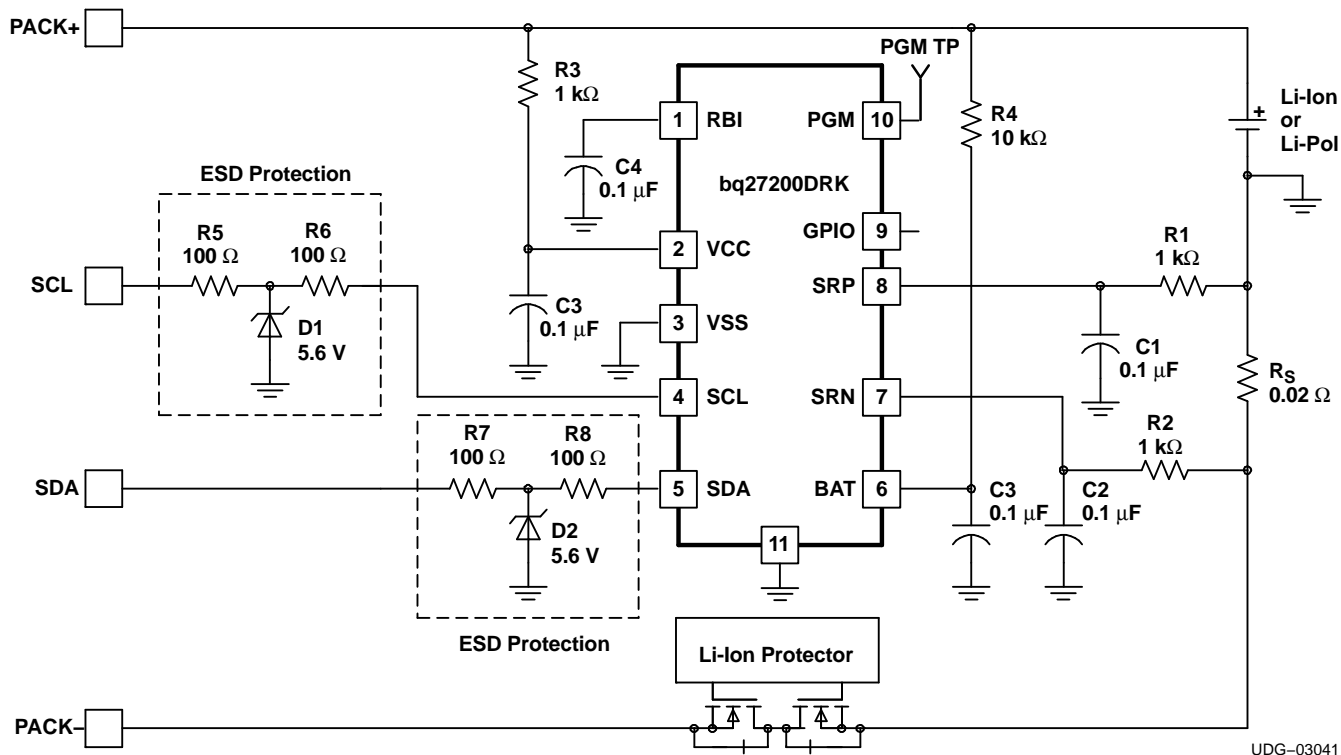 PACK+
PGM TP
R3
1 kΩ
1
RBI
PGM
10
R4
10 kΩ
+
Li-Ion
or
Li-Pol
C4
0.1 μF
bq27200DRK
ESD Protection
R5
100 Ω
R6
100 Ω
2
VCC
GPIO
9
R1
1 kΩ
SCL
SRP
8
D1
5.6 V
C3
0.1 μF
3
VSS
C1
0.1 μF
RS
0.02 Ω
4
SCL
SRN
7
R7
100 Ω
R8
100 Ω
R2
1 kΩ
SDA
5
SDA
BAT
6
C3
0.1 μF
C2
0.1 μF
D2
5.6 V
11
ESD Protection
Li-Ion Protector
PACK–
UDG–03041